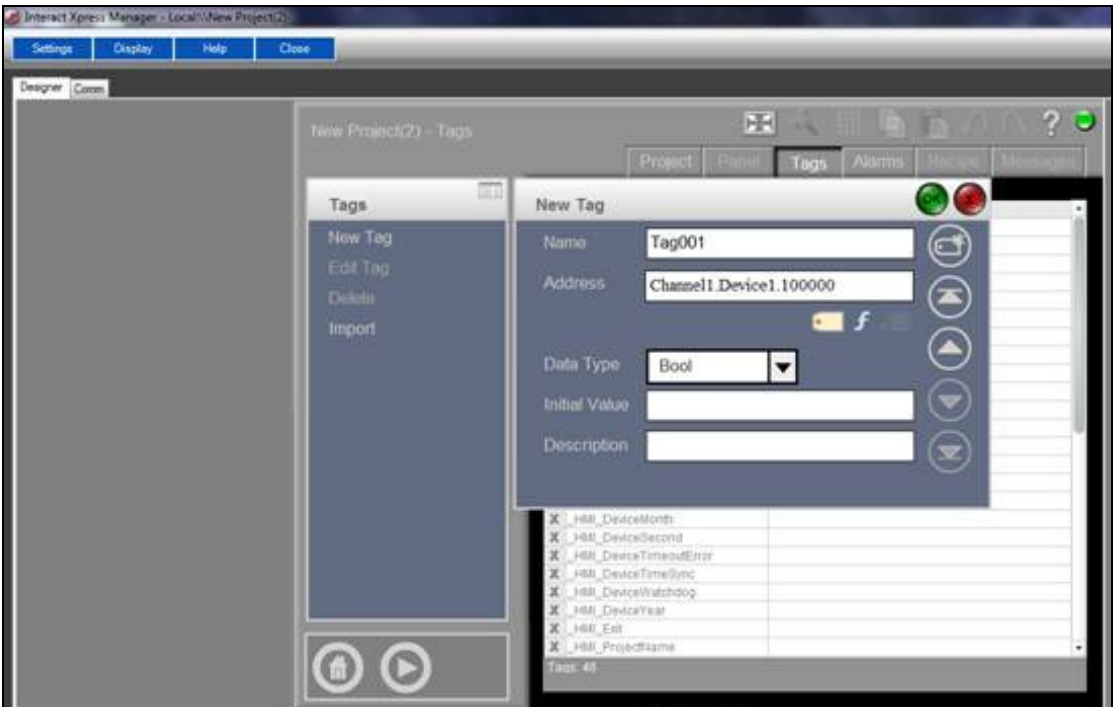 Interact Xpress Manager - Local:\\New Project(2)
Settings Display Help Close
Designer Comm
New Project(2) - Tags
?
Project Panel Tags Alarms Recipe Messages
Tags
New Tag
Edit Tag
Delete
Import
New Tag
OK X
Name Tag001
Address Channel1.Device1.100000
f
Data Type Bool
Initial Value
Description
X _HMI_DeviceMonth
X _HMI_DeviceSecond
X _HMI_DeviceTimeoutError
X _HMI_DeviceTimeSync
X _HMI_DeviceWatchdog
X _HMI_DeviceYear
X _HMI_Exit
X _HMI_ProjectName
Tags: 48